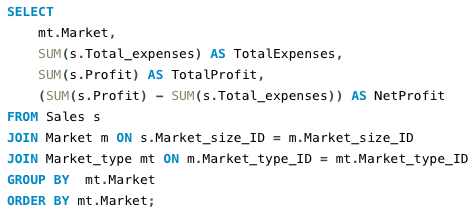 SELECT
    mt.Market,
    SUM(s.Total_expenses) AS TotalExpenses,
    SUM(s.Profit) AS TotalProfit,
    (SUM(s.Profit) - SUM(s.Total_expenses)) AS NetProfit
FROM Sales s
JOIN Market m ON s.Market_size_ID = m.Market_size_ID
JOIN Market_type mt ON m.Market_type_ID = mt.Market_type_ID
GROUP BY  mt.Market
ORDER BY mt.Market;